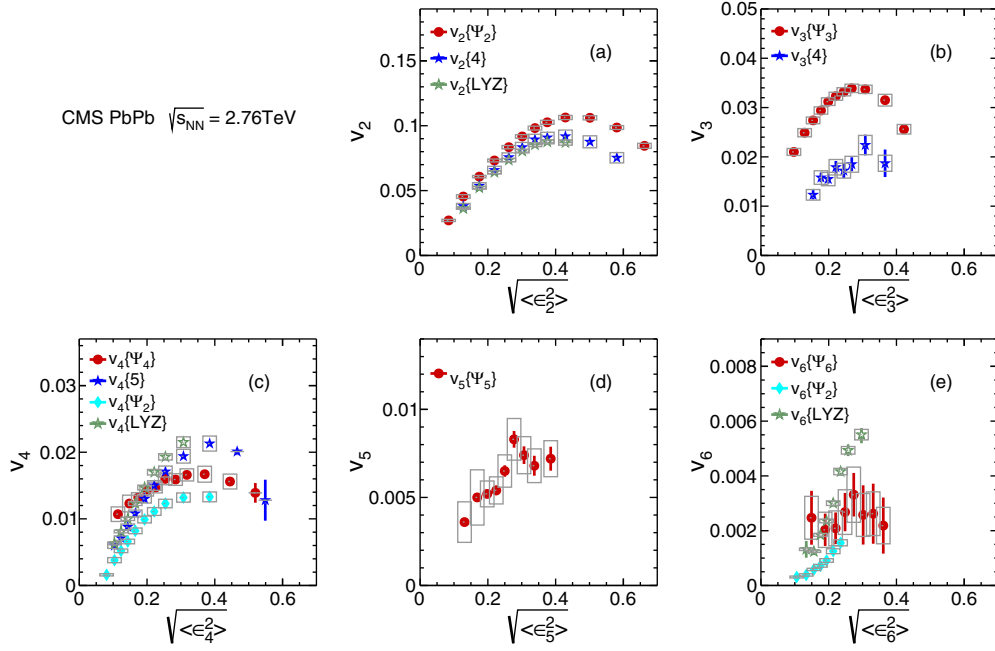 CMS PbPb √s_NN = 2.76TeV
v₂{Ψ₂}
v₂{4}
v₂{LYZ}
(a)
0.15
0.1
0.05
0
v₂
0 0.2 0.4 0.6
√<ϵ₂²>
v₃{Ψ₃}
v₃{4}
(b)
0.05
0.04
0.03
0.02
0.01
0
v₃
0 0.2 0.4 0.6
√<ϵ₃²>
v₄{Ψ₄}
v₄{5}
v₄{Ψ₂}
v₄{LYZ}
(c)
0.03
0.02
0.01
0
v₄
0 0.2 0.4 0.6
√<ϵ₄²>
v₅{Ψ₅}
(d)
0.01
0.005
0
v₅
0 0.2 0.4 0.6
√<ϵ₅²>
v₆{Ψ₆}
v₆{Ψ₂}
v₆{LYZ}
(e)
0.008
0.006
0.004
0.002
0
v₆
0 0.2 0.4 0.6
√<ϵ₆²>